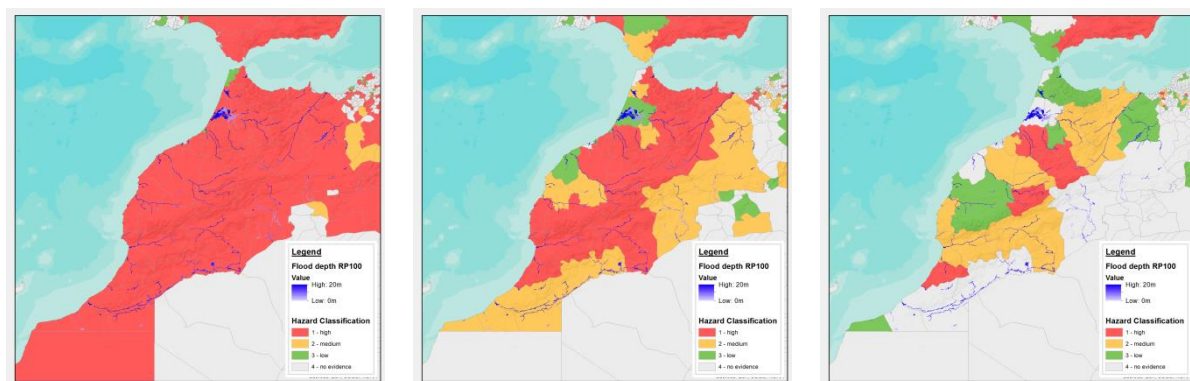 Legend
Flood depth RP100
Value
High: 20m
Low: 0m
Hazard Classification
1 - high
2 - medium
3 - low
4 - no evidence
Legend
Flood depth RP100
Value
High: 20m
Low: 0m
Hazard Classification
1 - high
2 - medium
3 - low
4 - no evidence
Legend
Flood depth RP100
Value
High: 20m
Low: 0m
Hazard Classification
1 - high
2 - medium
3 - low
4 - no evidence